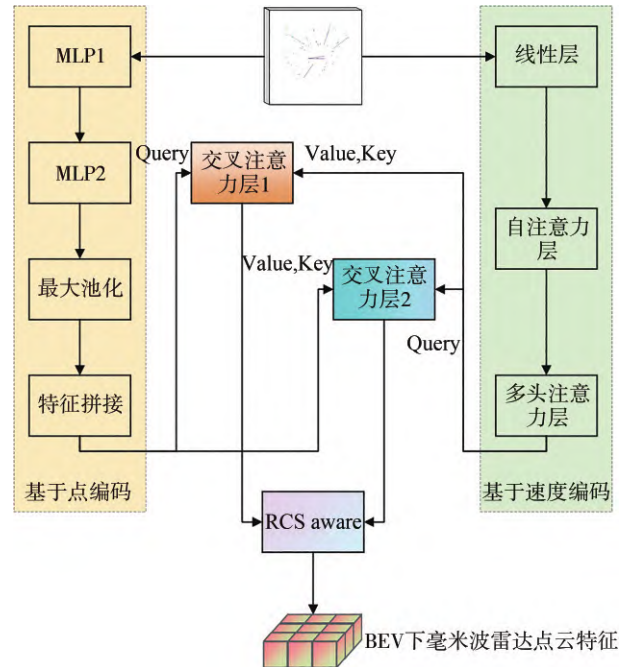 MLP1
MLP2
最大池化
特征拼接
基于点编码
Query
交叉注意
力层1
Value,Key
Value,Key
交叉注意
力层2
Query
线性层
自注意力
层
多头注意
力层
基于速度编码
RCS aware
BEV下毫米波雷达点云特征